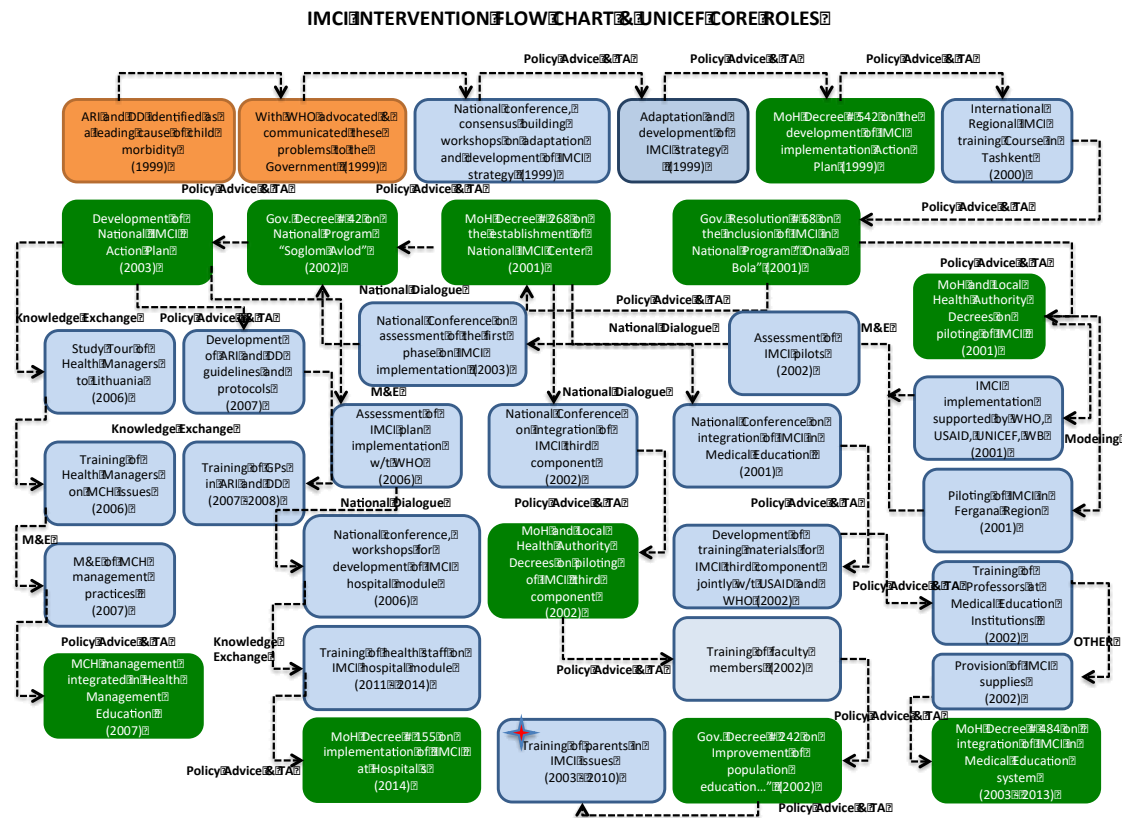 IMCI INTERVENTION FLOW CHART & UNICEF CORE ROLES
Policy Advice & TA
Policy Advice & TA
Policy Advice & TA
ARI and DD identified as
a leading cause of child
morbidity
(1999)
With WHO advocated &
communicated these
problems to the
Government (1999)
National conference,
consensus building
workshops on adaptation
and development of IMCI
strategy (1999)
Adaptation and
development of
IMCI strategy
(1999)
MoH Decree # 542 on the
development of IMCI
implementation Action
Plan (1999)
International
Regional IMCI
training Course in
Tashkent
(2000)
Policy Advice & TA
Policy Advice & TA
Policy Advice & TA
Development of
National IMCI
Action Plan
(2003)
Gov. Decree # 42 on
National Program
"Soglom Avlod"
(2002)
MoH Decree # 268 on
the establishment of
National IMCI Center
(2001)
Gov. Resolution # 68 on
the inclusion of IMCI in
National Program "Ona va
Bola" (2001)
Policy Advice & TA
MoH and Local
Health Authority
Decrees on
piloting of IMCI
(2001)
National Dialogue
Policy Advice & TA
Knowledge Exchange
Policy Advice & TA
National Dialogue
M&E
Study Tour of
Health Managers
to Lithuania
(2006)
Development
of ARI and DD
guidelines and
protocols
(2007)
National Conference on
assessment of the first
phase on IMCI
implementation (2003)
Assessment of
IMCI pilots
(2002)
IMCI
implementation
supported by WHO,
USAID, UNICEF, WB
(2001)
Modeling
M&E
National Dialogue
Knowledge Exchange
Assessment of
IMCI plan
implementation
w/t WHO
(2006)
National Conference
on integration of
IMCI third
component
(2002)
National Conference on
integration of IMCI in
Medical Education
(2001)
Training of
Health Managers
on MCH issues
(2006)
Training of GPs
in ARI and DD
(2007 - 2008)
Piloting of IMCI in
Fergana Region
(2001)
National Dialogue
Policy Advice & TA
Policy Advice & TA
M&E
M&E of MCH
management
practices
(2007)
National conference,
workshops for
development of IMCI
hospital module
(2006)
MoH and Local
Health Authority
Decrees on piloting
of IMCI third
component
(2002)
Development of
training materials for
IMCI third component
jointly w/t USAID and
WHO (2002)
Policy Advice & TA
Training of
Professors at
Medical Education
Institutions
(2002)
OTHER
Policy Advice & TA
Knowledge
Exchange
MCH management
integrated in Health
Management
Education
(2007)
Training of health staff on
IMCI hospital module
(2011 - 2014)
Policy Advice & TA
Training of faculty
members (2002)
Provision of IMCI
supplies
(2002)
Policy Advice & TA
Policy Advice & TA
MoH Decree # 155 on
implementation of IMCI
at Hospitals
(2014)
Training of parents in
IMCI issues
(2003 - 2010)
Gov. Decree # 242 on
Improvement of
population
education…" (2002)
MoH Decree # 484 on
integration of IMCI in
Medical Education
system
(2003 - 2013)
Policy Advice & TA